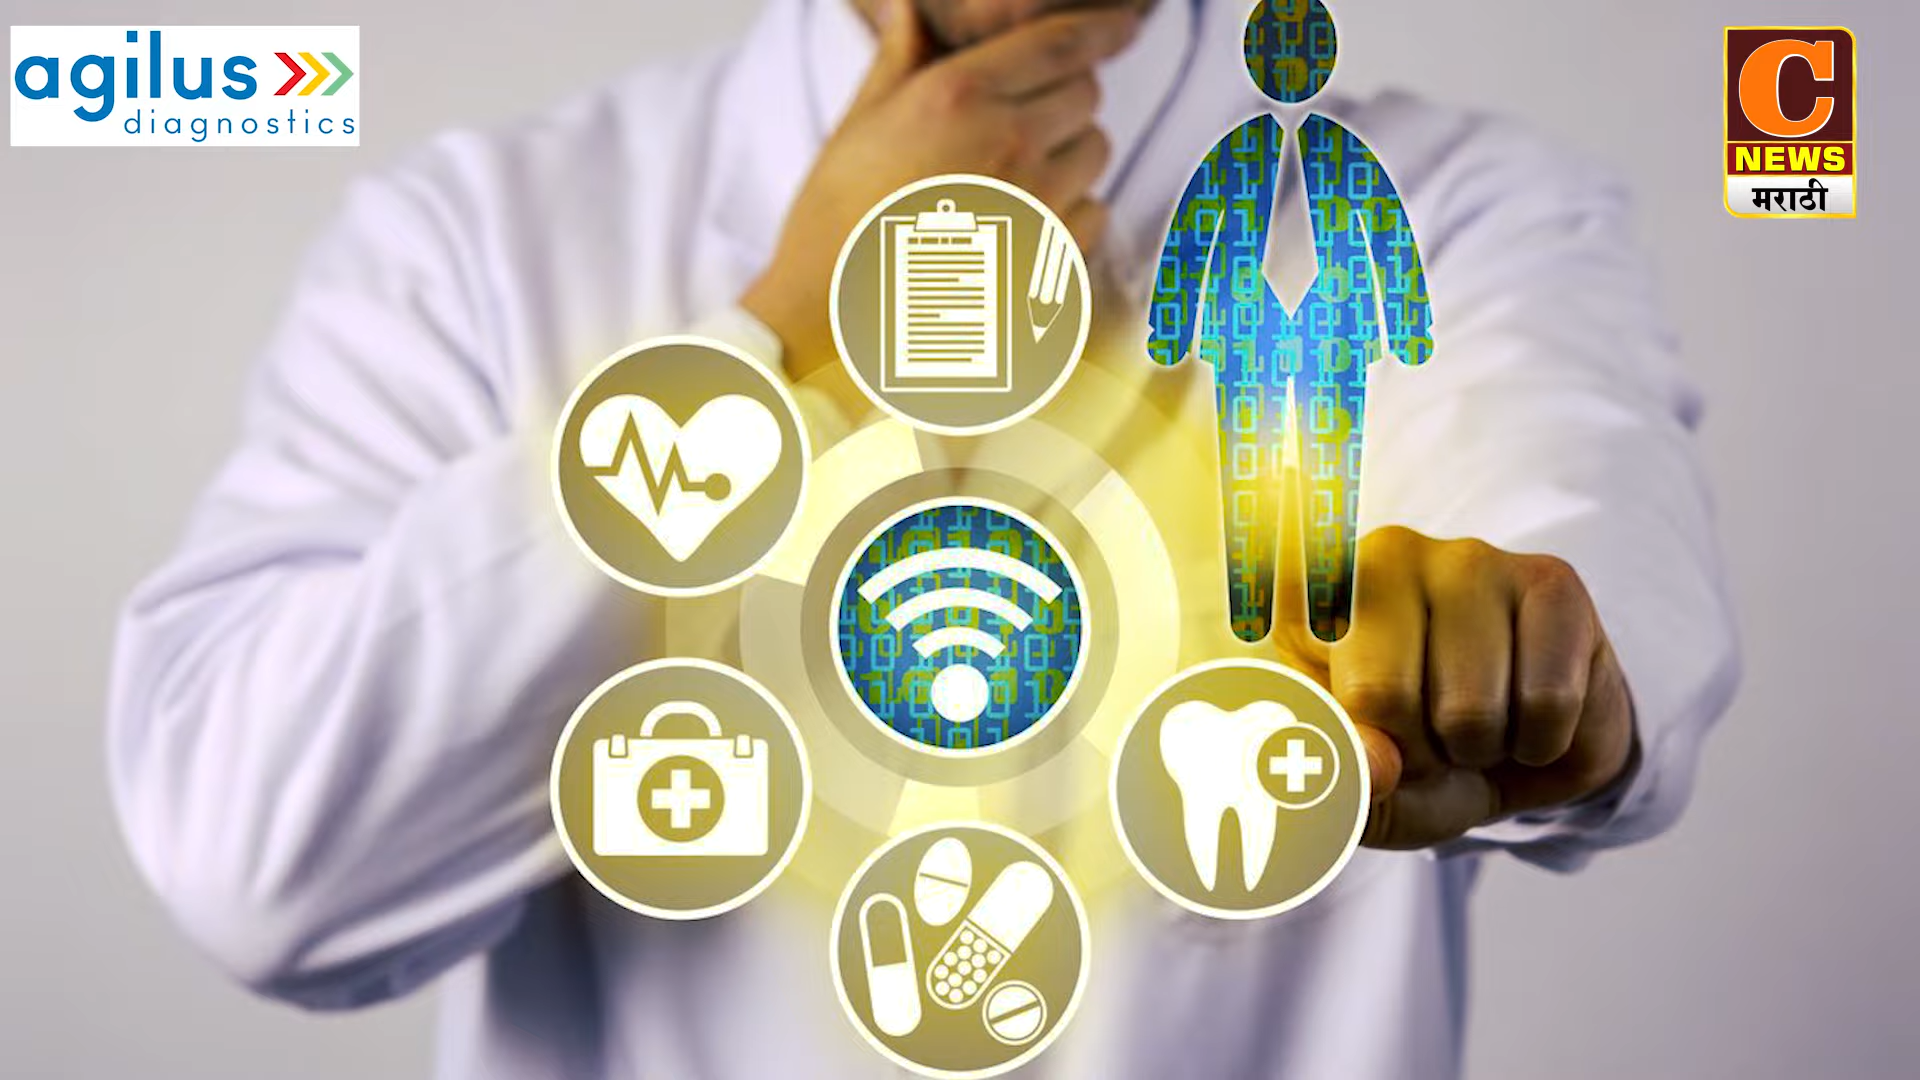 agilus
diagnostics
C
NEWS
मराठी